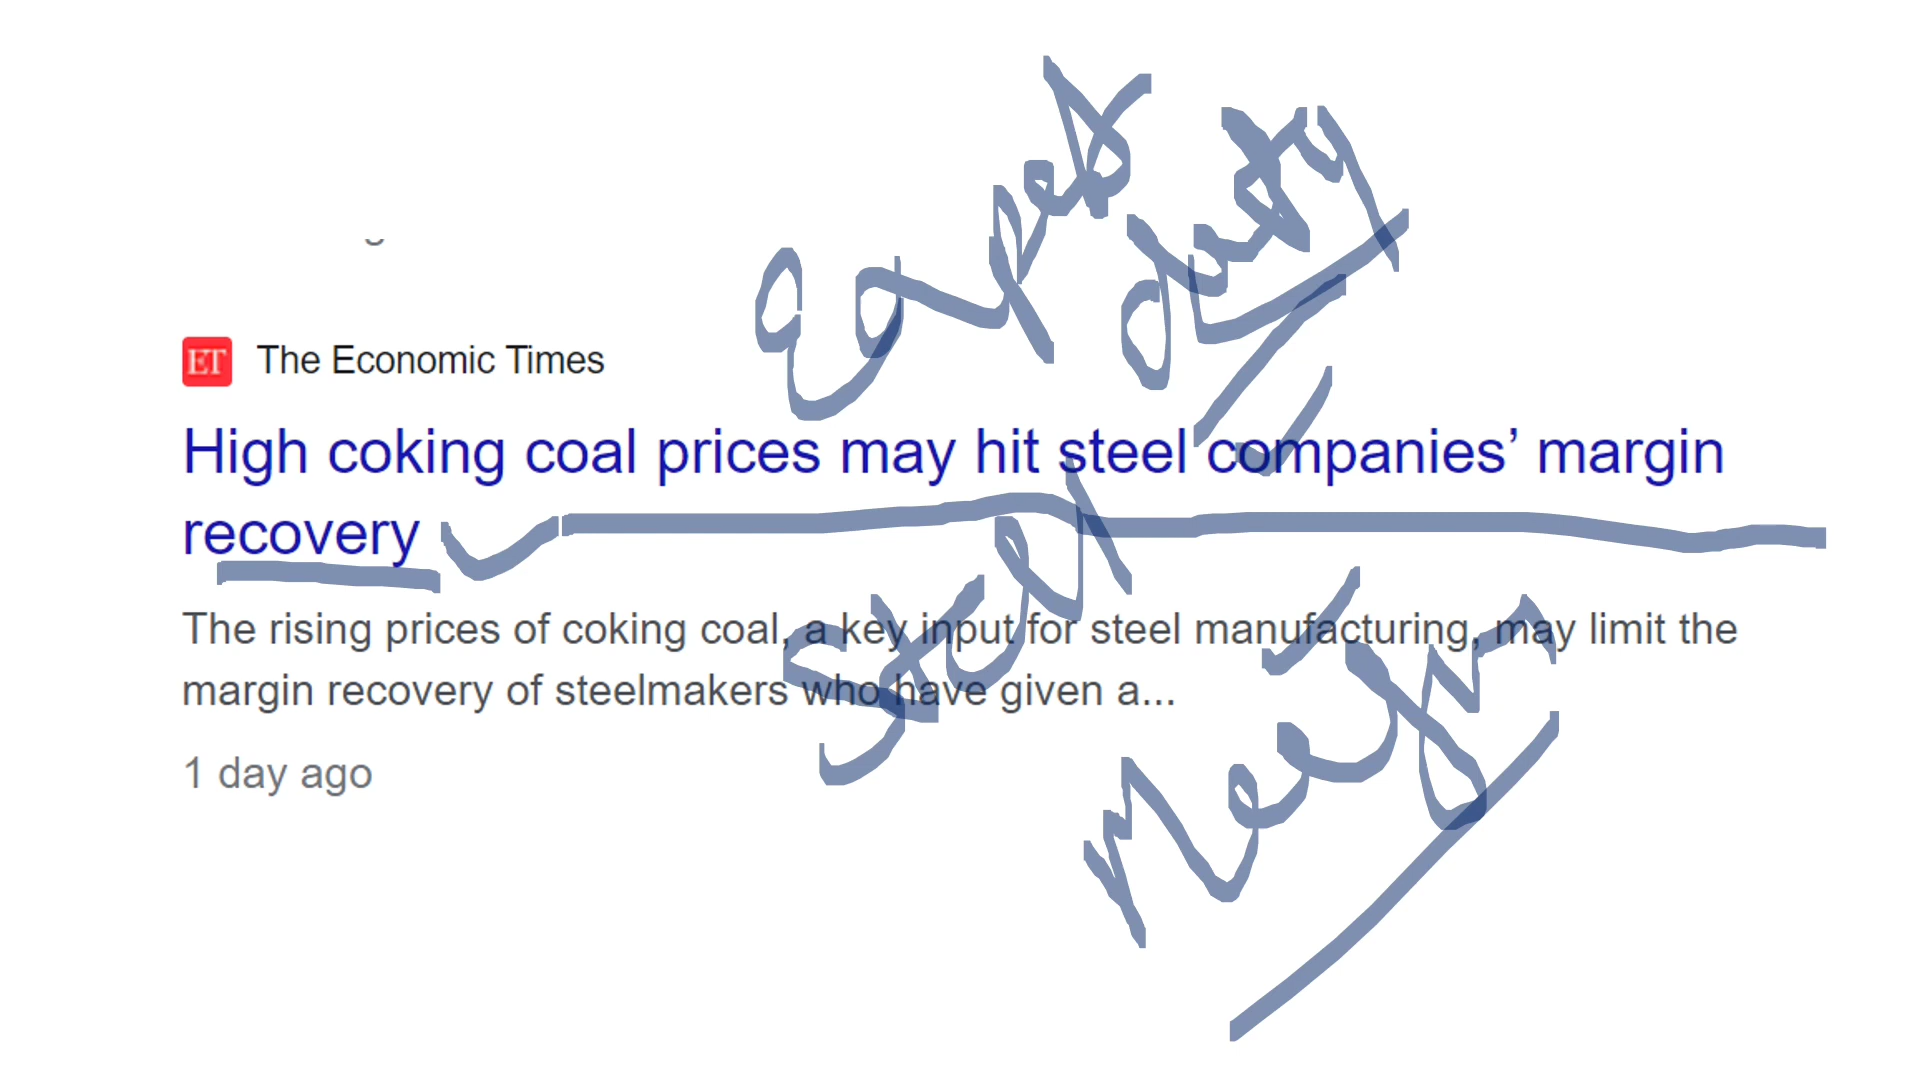 Export
duty
The Economic Times
High coking coal prices may hit steel companies’ margin
recovery
Steel
The rising prices of coking coal, a key input for steel manufacturing, may limit the
margin recovery of steelmakers who have given a...
1 day ago